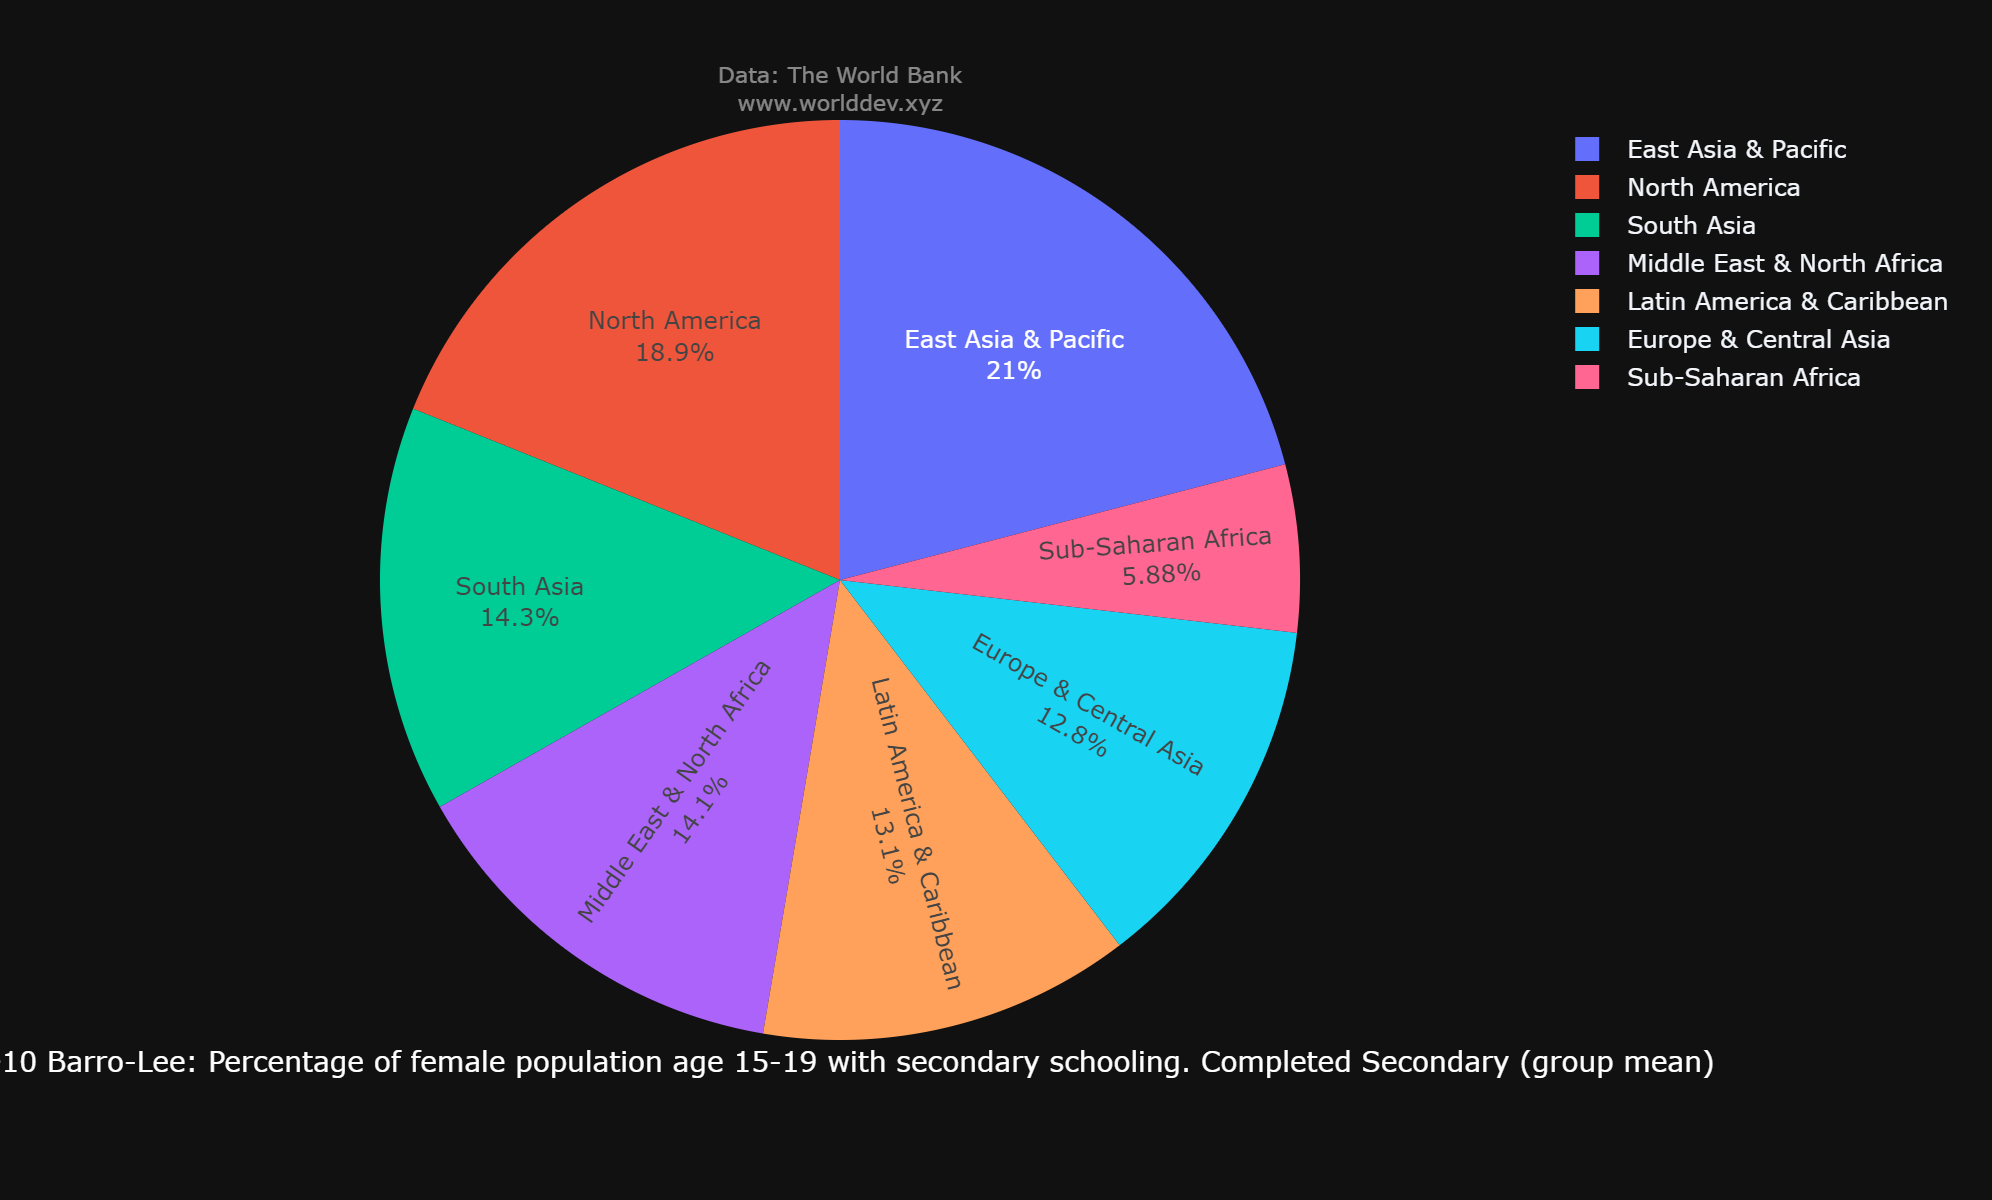 Data: The World Bank
www.worlddev.xyz
East Asia & Pacific
North America
South Asia
Middle East & North Africa
Latin America & Caribbean
Europe & Central Asia
Sub-Saharan Africa
North America
18.9%
East Asia & Pacific
21%
Sub-Saharan Africa
5.88%
South Asia
14.3%
Europe & Central Asia
12.8%
Middle East & North Africa
14.1%
Latin America & Caribbean
13.1%
10 Barro-Lee: Percentage of female population age 15-19 with secondary schooling. Completed Secondary (group mean)